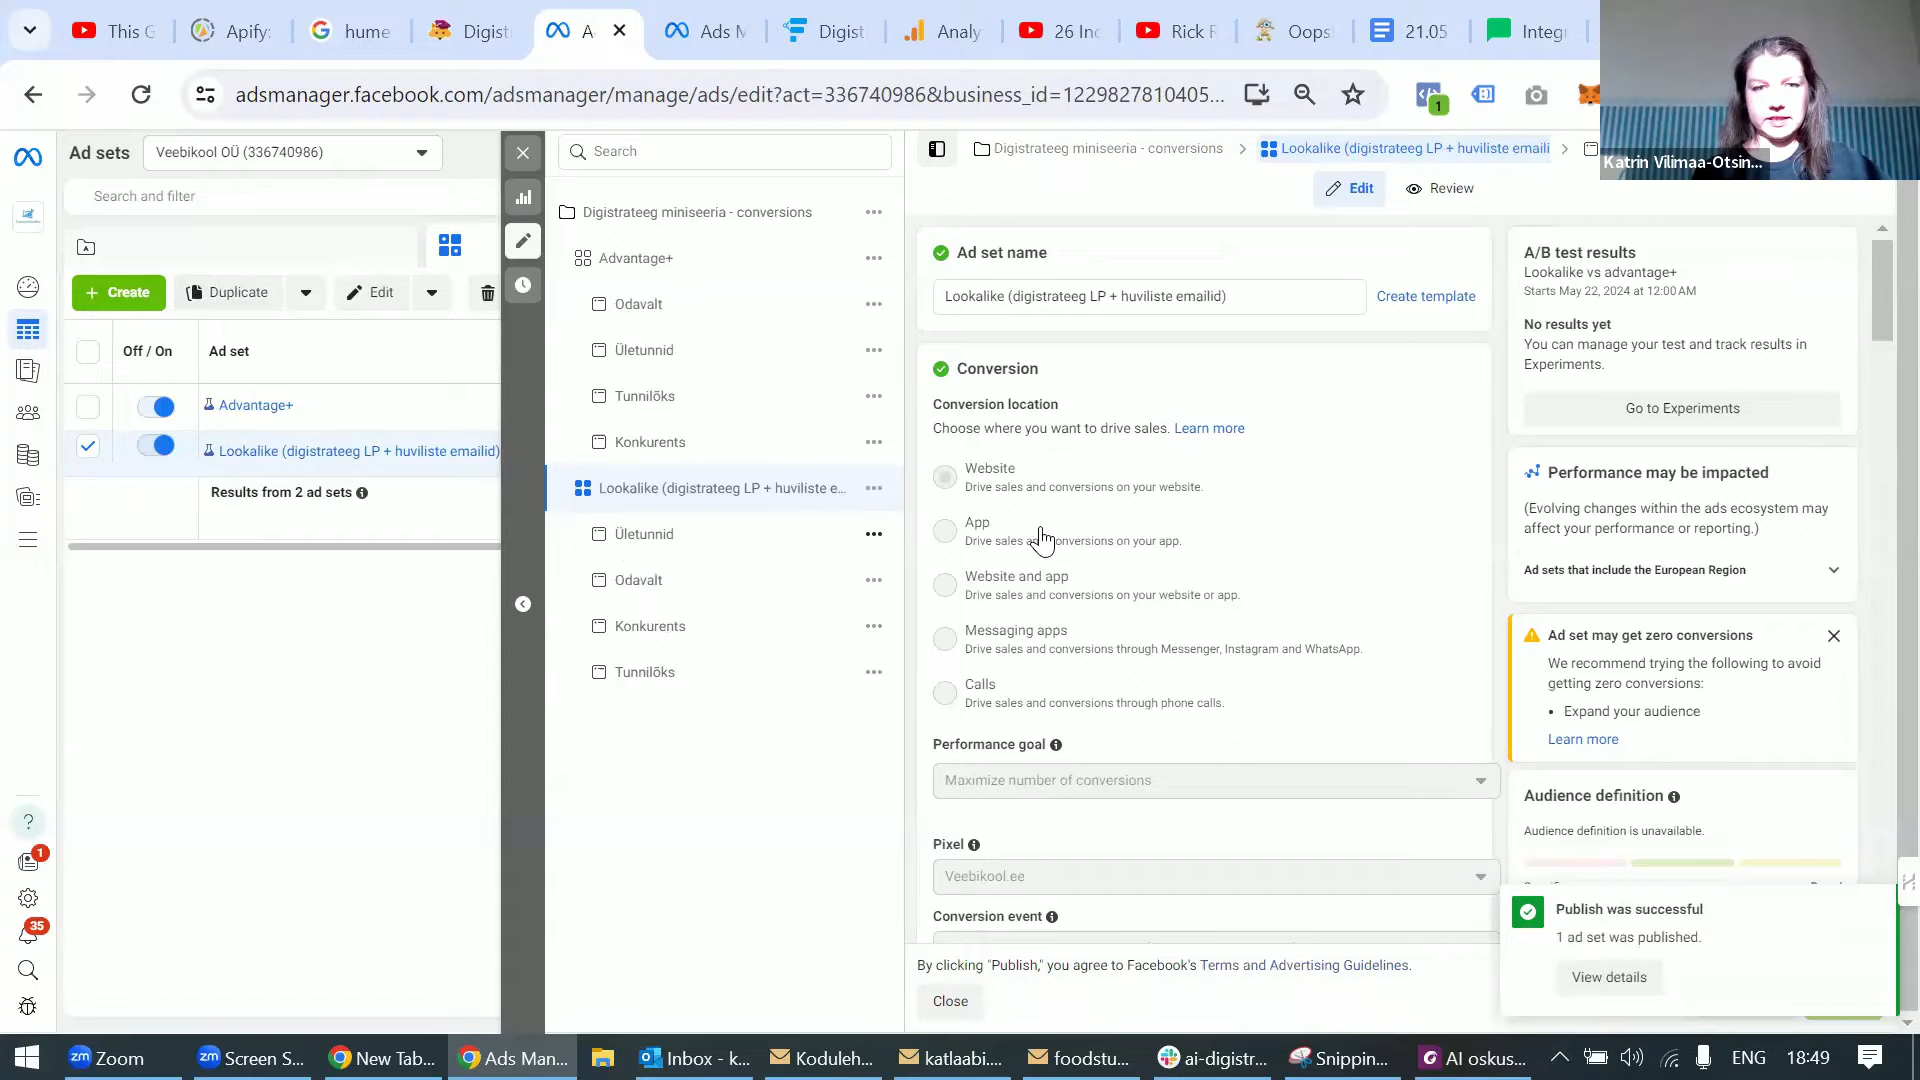 This G
Apify:
hume
Digist
A
Ads M
Digist
Analy
26 Inc
Rick R
Oops
21.05
Integ
adsmanager.facebook.com/adsmanager/manage/ads/edit?act=336740986&business_id=1229827810405...
1
Katrin Vilimaa-Otsin...
Ad sets
Veebikool OÜ (336740986)
Search and filter
+ Create
Duplicate
Edit
Off / On
Ad set
Advantage+
Lookalike (digistrateeg LP + huviliste emailid)
Results from 2 ad sets
1
35
Search
Digistrateeg miniseeria - conversions
Advantage+
Odavalt
Ületunnid
Tunnilõks
Konkurents
Lookalike (digistrateeg LP + huviliste e...
Ületunnid
Odavalt
Konkurents
Tunnilõks
Digistrateeg miniseeria - conversions
Lookalike (digistrateeg LP + huviliste emaili
Edit
Review
Ad set name
Lookalike (digistrateeg LP + huviliste emailid)
Create template
Conversion
Conversion location
Choose where you want to drive sales. Learn more
Website
Drive sales and conversions on your website.
App
Drive sales and conversions on your app.
Website and app
Drive sales and conversions on your website or app.
Messaging apps
Drive sales and conversions through Messenger, Instagram and WhatsApp.
Calls
Drive sales and conversions through phone calls.
Performance goal
Maximize number of conversions
Pixel
Veebikool.ee
Conversion event
By clicking "Publish," you agree to Facebook's Terms and Advertising Guidelines.
Close
A/B test results
Lookalike vs advantage+
Starts May 22, 2024 at 12:00 AM
No results yet
You can manage your test and track results in
Experiments.
Go to Experiments
Performance may be impacted
(Evolving changes within the ads ecosystem may
affect your performance or reporting.)
Ad sets that include the European Region
Ad set may get zero conversions
We recommend trying the following to avoid
getting zero conversions:
• Expand your audience
Learn more
Audience definition
Audience definition is unavailable.
Publish was successful
1 ad set was published.
View details
Zoom
Screen S...
New Tab...
Ads Man...
Inbox - k...
Koduleh...
katlaabi...
foodstu...
ai-digistr...
Snippin...
AI oskus...
ENG
18:49